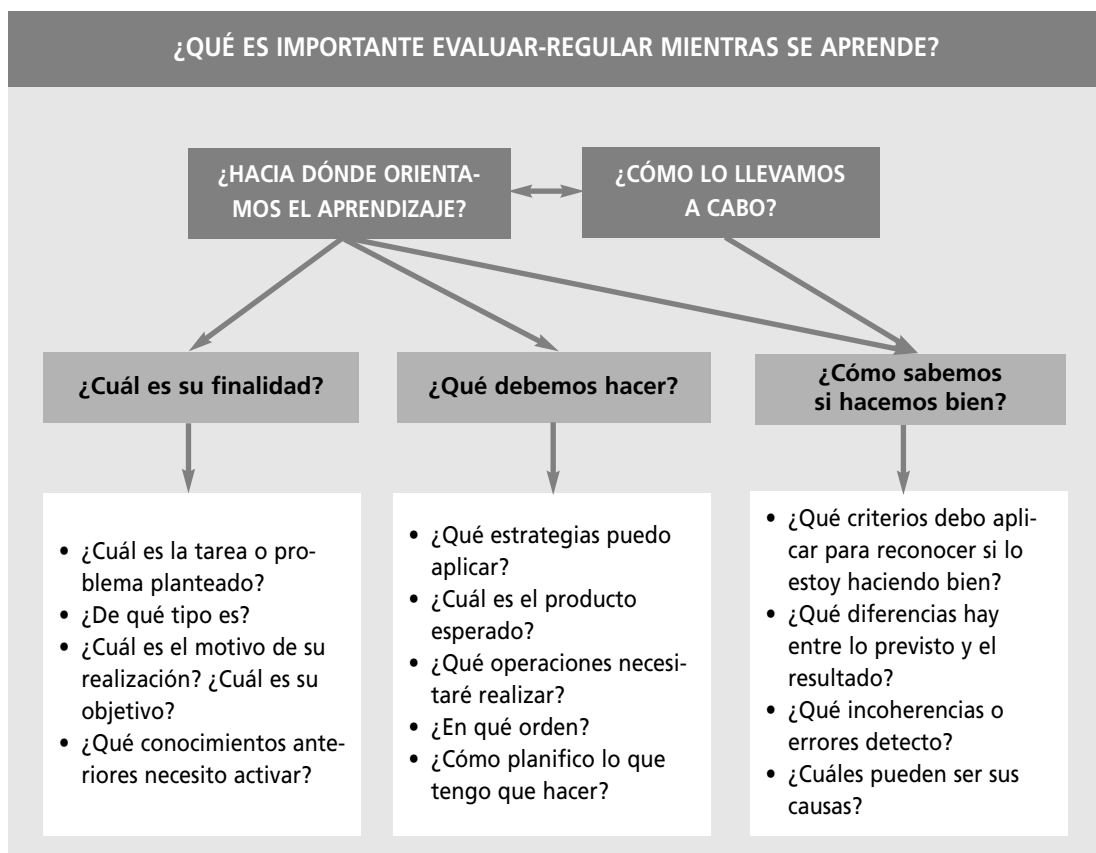 ¿QUÉ ES IMPORTANTE EVALUAR-REGULAR MIENTRAS SE APRENDE?
¿HACIA DÓNDE ORIENTA-
MOS EL APRENDIZAJE?
¿CÓMO LO LLEVAMOS
A CABO?
¿Cuál es su finalidad?
¿Qué debemos hacer?
¿Cómo sabemos
si hacemos bien?
• ¿Cuál es la tarea o pro-
blema planteado?
• ¿De qué tipo es?
• ¿Cuál es el motivo de su
realización? ¿Cuál es su
objetivo?
• ¿Qué conocimientos ante-
riores necesito activar?
• ¿Qué estrategias puedo
aplicar?
• ¿Cuál es el producto
esperado?
• ¿Qué operaciones necesi-
taré realizar?
• ¿En qué orden?
• ¿Cómo planifico lo que
tengo que hacer?
• ¿Qué criterios debo apli-
car para reconocer si lo
estoy haciendo bien?
• ¿Qué diferencias hay
entre lo previsto y el
resultado?
• ¿Qué incoherencias o
errores detecto?
• ¿Cuáles pueden ser sus
causas?